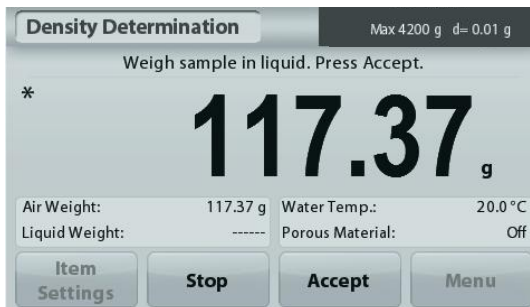 Density Determination Max 4200 g d= 0.01 g
Weigh sample in liquid. Press Accept.
* 117.37 g
Air Weight: 117.37 g Water Temp.: 20.0 °C
Liquid Weight: ------ Porous Material: Off
Item Settings Stop Accept Menu